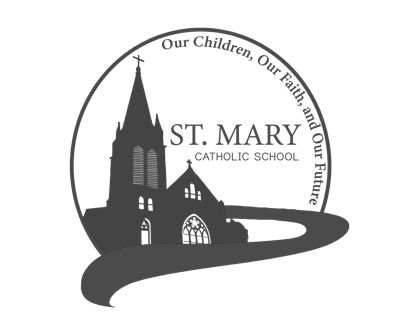 Our Children, Our Faith, and Our Future
ST. MARY
CATHOLIC SCHOOL